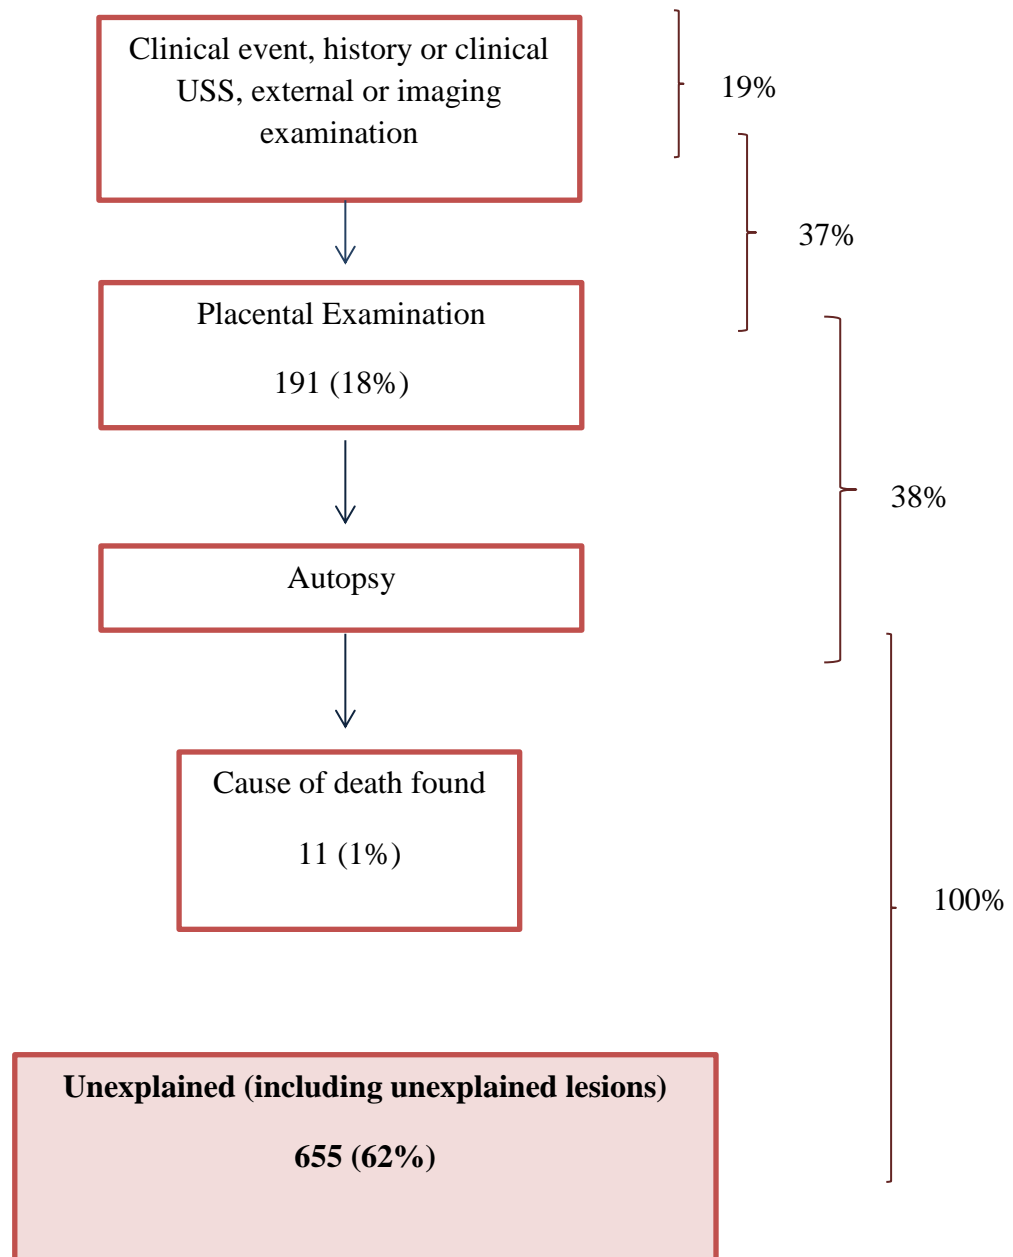 Clinical event, history or clinical
USS, external or imaging
examination
19%
37%
Placental Examination
191 (18%)
38%
Autopsy
Cause of death found
11 (1%)
100%
Unexplained (including unexplained lesions)
655 (62%)